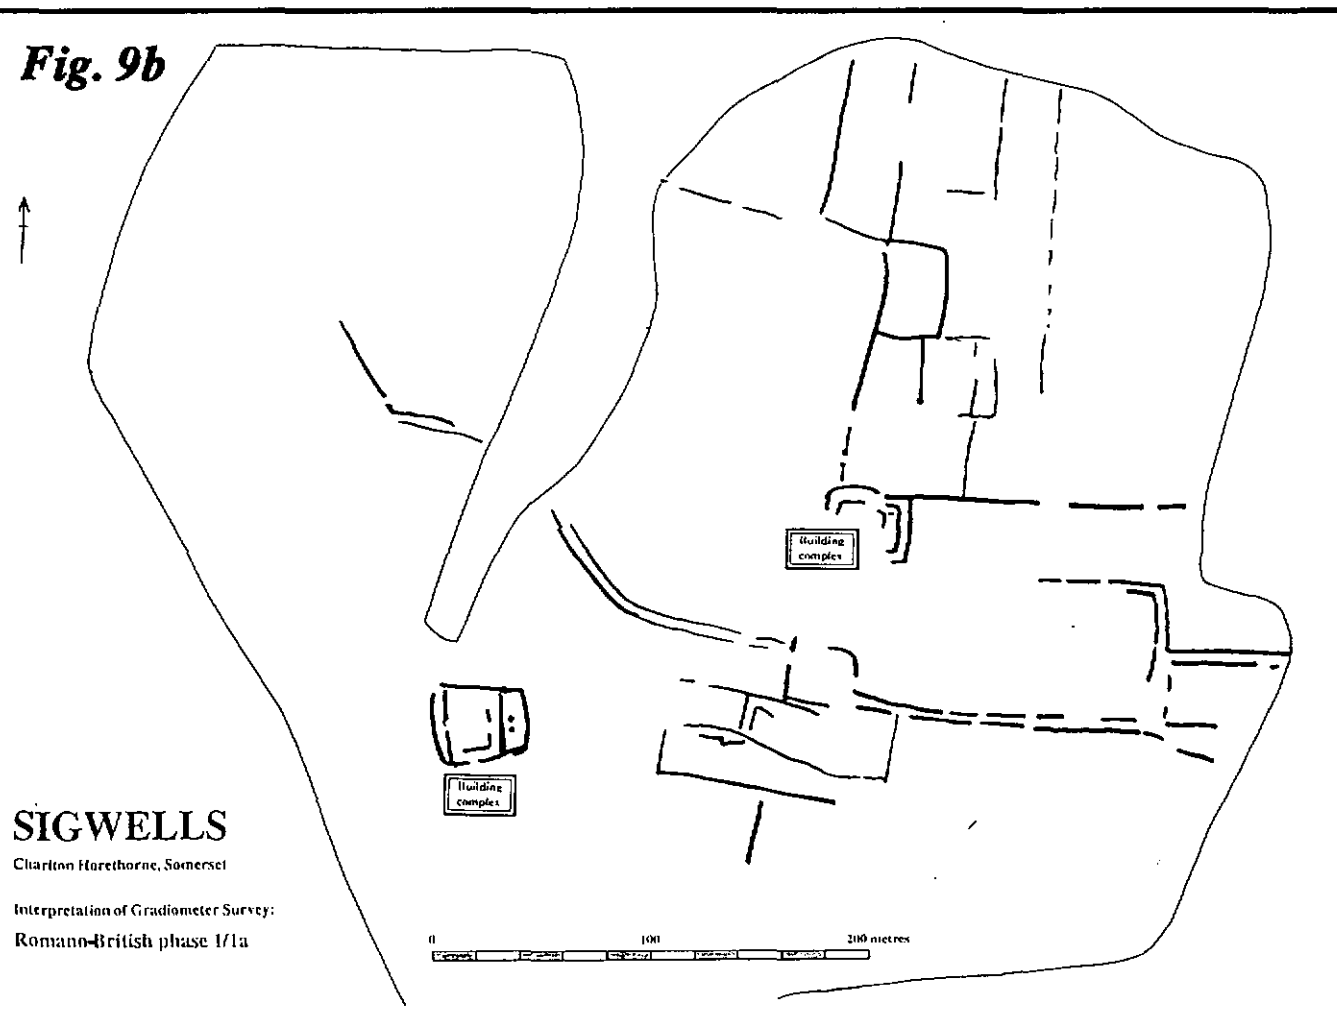 Fig. 9b
Building
complex
Building
complex
SIGWELLS
Charlton Horethorne, Somerset
Interpretation of Gradiometer Survey:
Romano-British phase 1/1a
0 100 200 metres